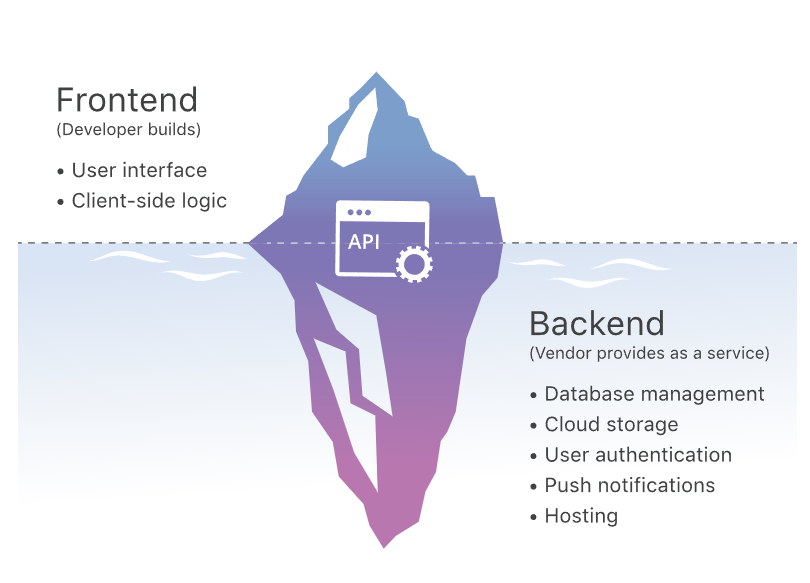 Frontend
(Developer builds)
• User interface
• Client-side logic
API
Backend
(Vendor provides as a service)
• Database management
• Cloud storage
• User authentication
• Push notifications
• Hosting